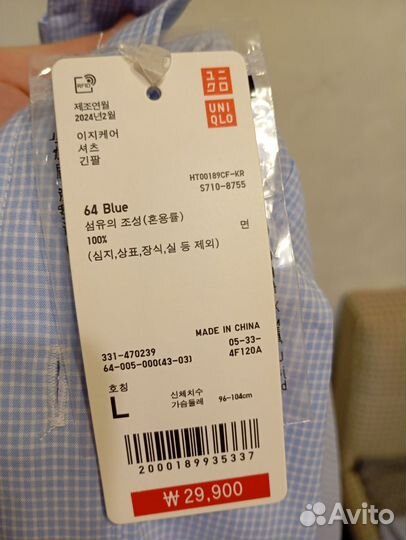 RFID
ユニ
クロ
UNI
QLO
제조연월
2024년2월
이지케어
셔츠
긴팔
HT00189CF-KR
S710-8755
64 Blue
섬유의 조성(혼용률)
100% 면
(심지,상표,장식,실 등 제외)
MADE IN CHINA
331-470239 05-33-
64-005-000(43-03) 4F120A
호칭 신체치수
L 가슴둘레 96-104cm
2000189935337
₩29,900
Avito